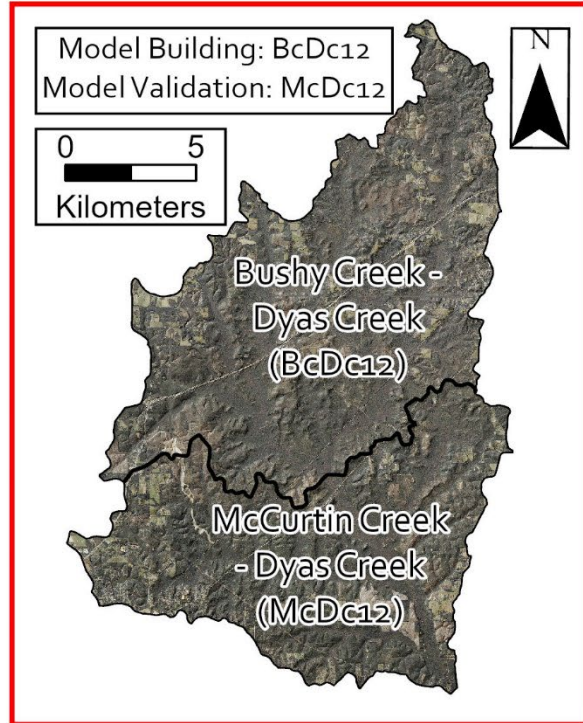 Model Building: BcDc12
Model Validation: McDc12
N
0 5
Kilometers
Bushy Creek -
Dyas Creek
(BcDc12)
McCurtin Creek
- Dyas Creek
(McDc12)